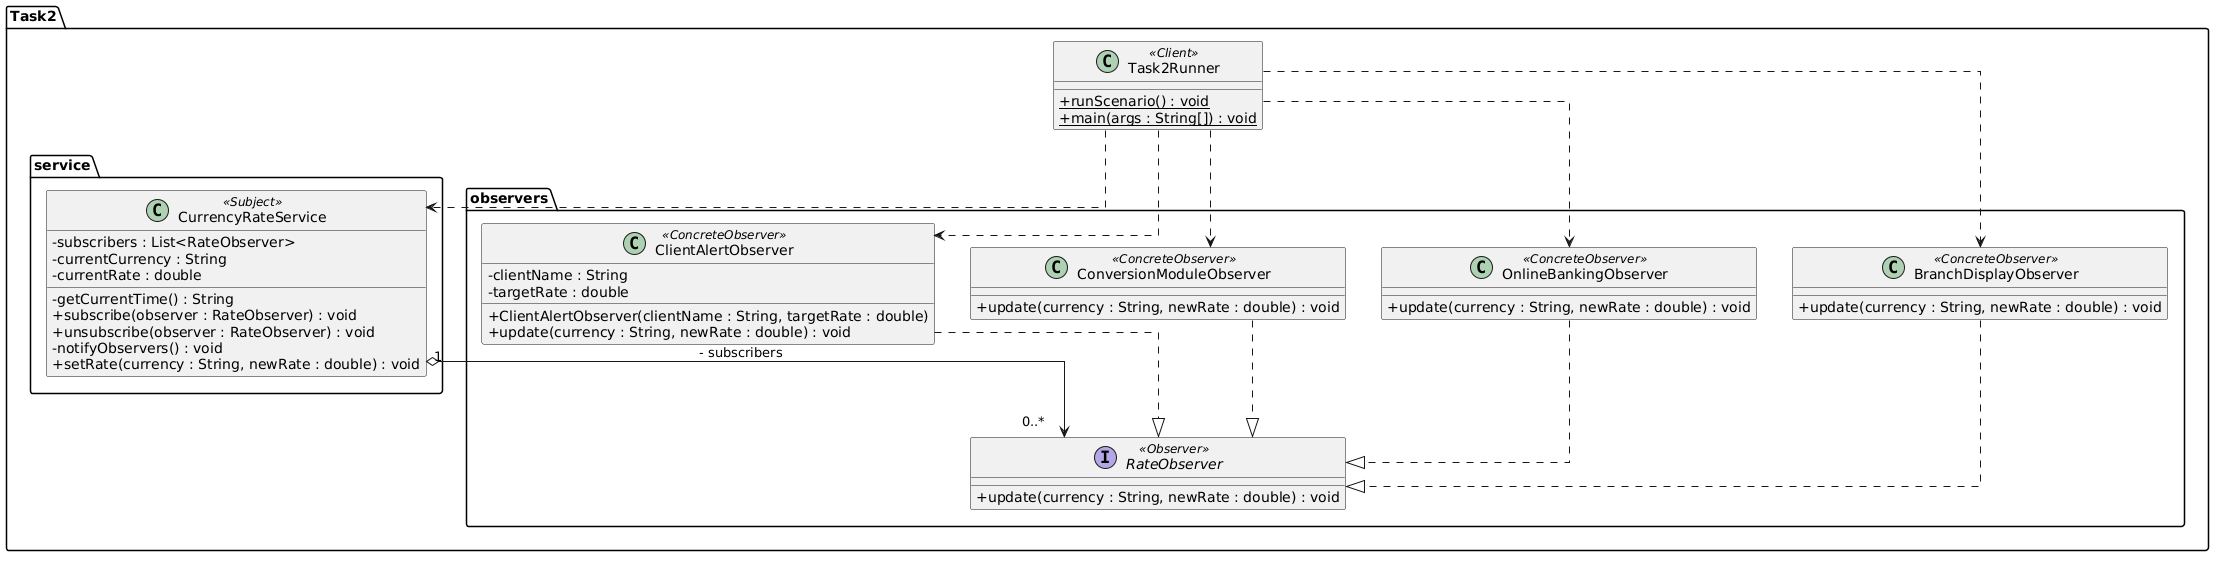 Task2
«Client»
C Task2Runner
+runScenario() : void
+main(args : String[]) : void
service
«Subject»
C CurrencyRateService
-subscribers : List<RateObserver>
-currentCurrency : String
-currentRate : double
-getCurrentTime() : String
+subscribe(observer : RateObserver) : void
+unsubscribe(observer : RateObserver) : void
-notifyObservers() : void
+setRate(currency : String, newRate : double) : void
observers
«ConcreteObserver»
C ClientAlertObserver
-clientName : String
-targetRate : double
+ClientAlertObserver(clientName : String, targetRate : double)
+update(currency : String, newRate : double) : void
«ConcreteObserver»
C ConversionModuleObserver
+update(currency : String, newRate : double) : void
«ConcreteObserver»
C OnlineBankingObserver
+update(currency : String, newRate : double) : void
«ConcreteObserver»
C BranchDisplayObserver
+update(currency : String, newRate : double) : void
1
- subscribers
0..*
«Observer»
I RateObserver
+update(currency : String, newRate : double) : void